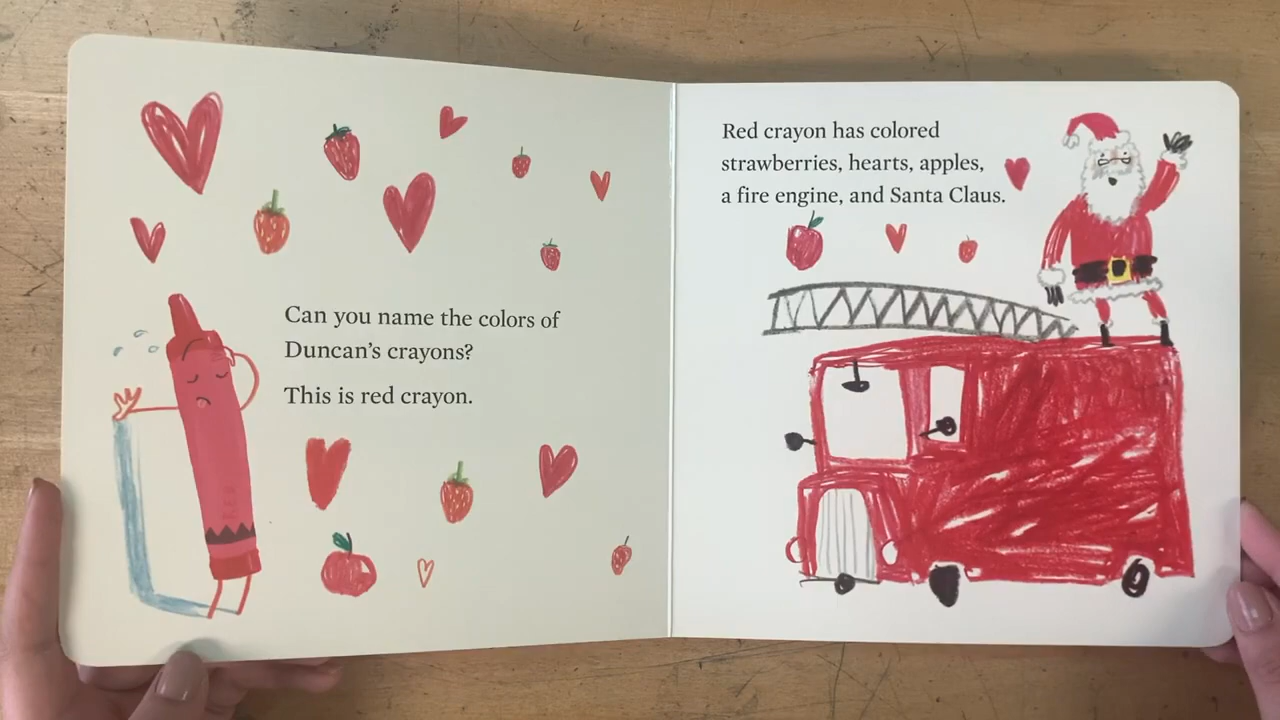 Can you name the colors of
Duncan's crayons?
This is red crayon.
RED
Red crayon has colored
strawberries, hearts, apples,
a fire engine, and Santa Claus.